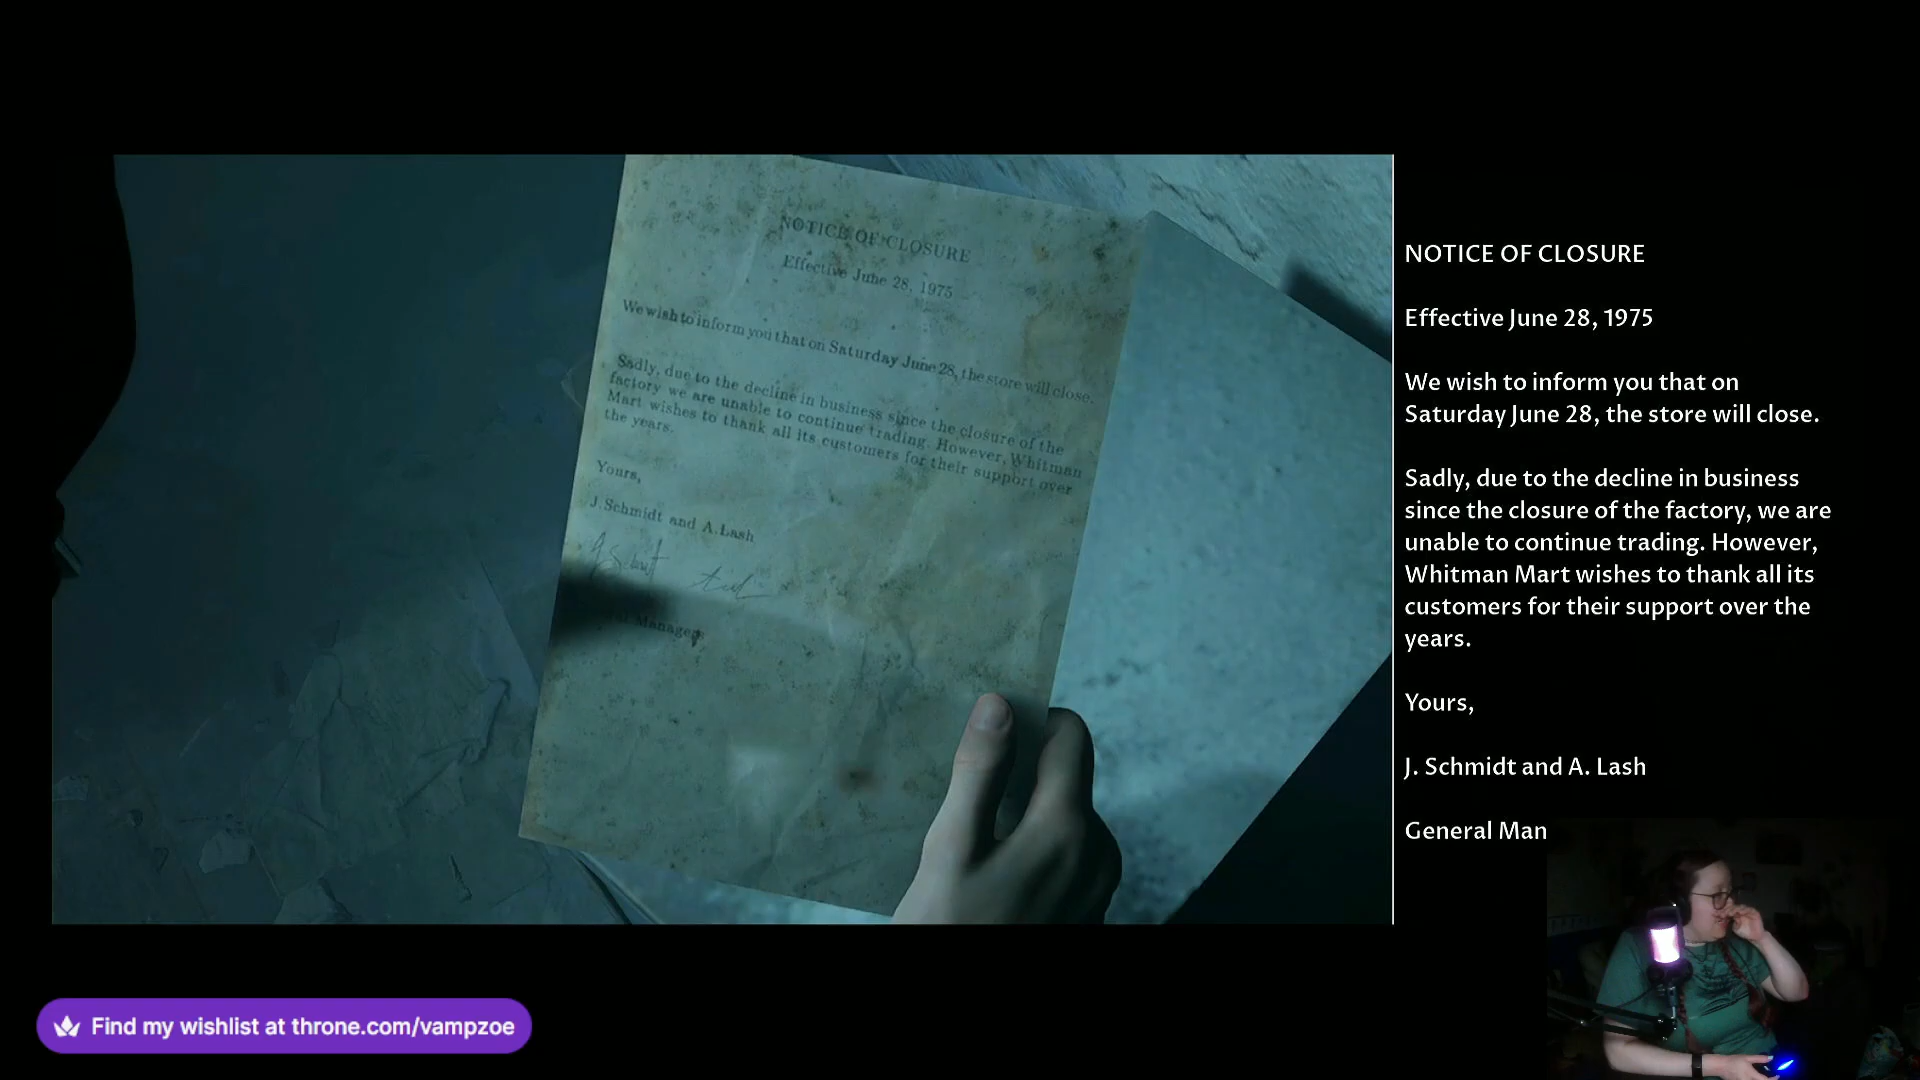 NOTICE OF CLOSURE
Effective June 28, 1975
We wish to inform you that on Saturday June 28, the store will close.
Sadly, due to the decline in business since the closure of the
factory we are unable to continue trading. However, Whitman
Mart wishes to thank all its customers for their support over
the years.
Yours,
J. Schmidt and A. Lash
Managers
NOTICE OF CLOSURE
Effective June 28, 1975
We wish to inform you that on
Saturday June 28, the store will close.
Sadly, due to the decline in business
since the closure of the factory, we are
unable to continue trading. However,
Whitman Mart wishes to thank all its
customers for their support over the
years.
Yours,
J. Schmidt and A. Lash
General Man
Find my wishlist at throne.com/vampzoe